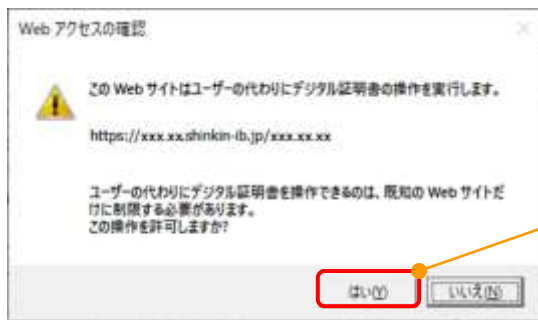 Web アクセスの確認
この Web サイトはユーザーの代わりにデジタル証明書の操作を実行します。
https://xxx.xx.shinkin-ib.jp/xxx.xx.xx
ユーザーの代わりにデジタル証明書を操作できるのは、既知の Web サイトだ
けに制限する必要があります。
この操作を許可しますか?
はい(Y) いいえ(N)